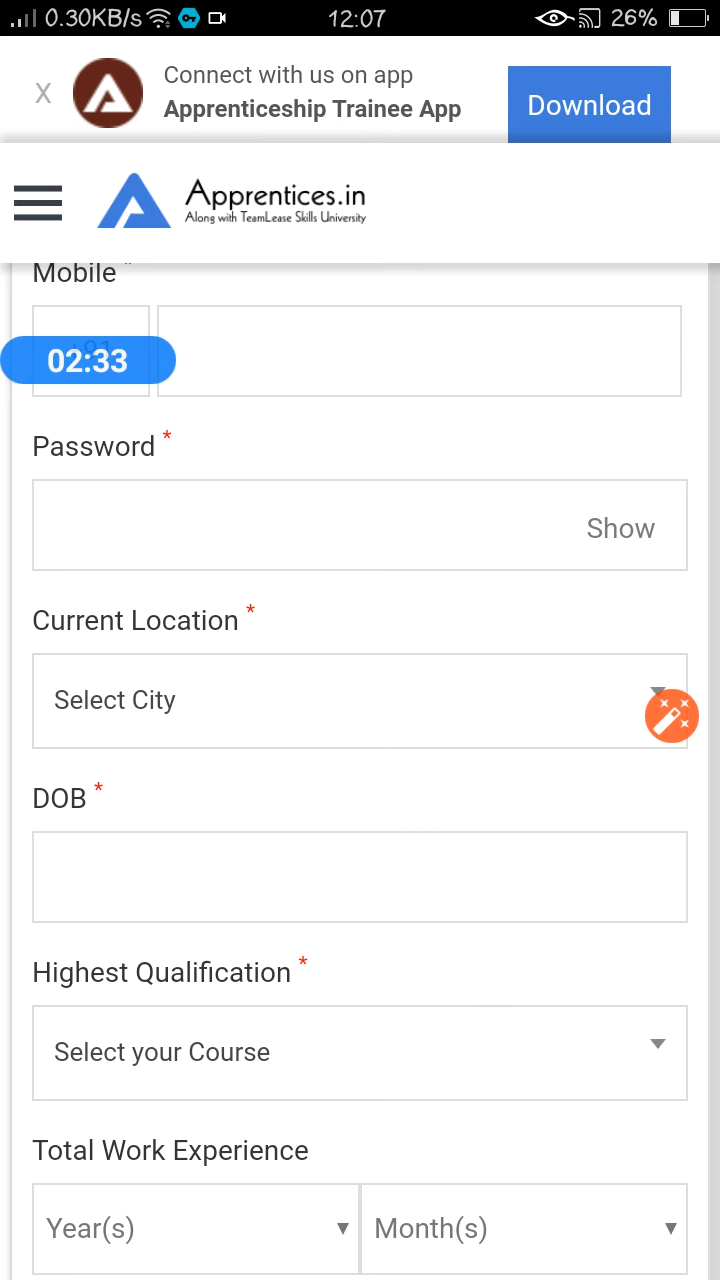 0.30KB/s 12:07 26%
X Connect with us on app
Apprenticeship Trainee App
Download
Apprentices.in
Along with TeamLease Skills University
Mobile *
02:33
Password *
Show
Current Location *
Select City
DOB *
Highest Qualification *
Select your Course
Total Work Experience
Year(s) Month(s)